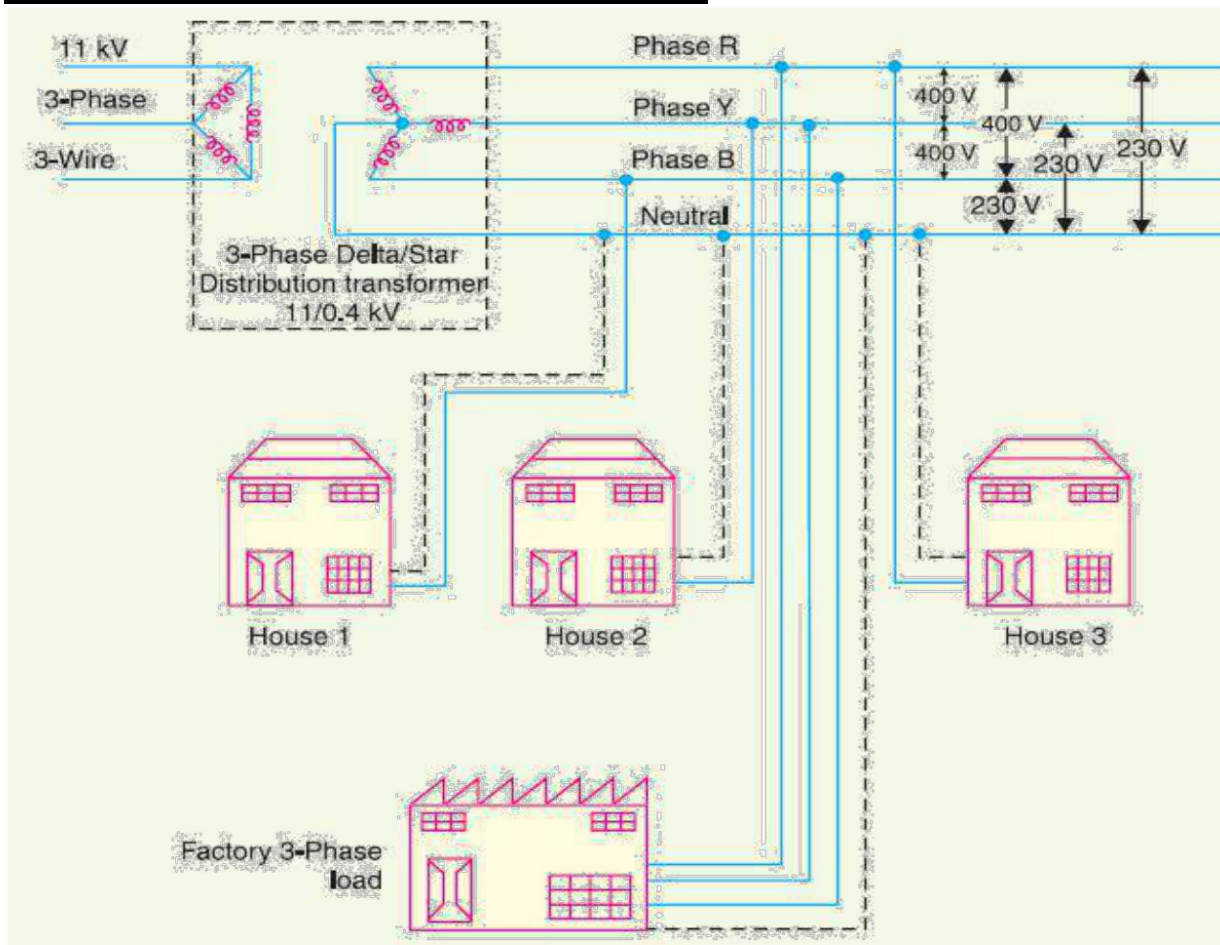 11 kV
3-Phase
3-Wire
3-Phase Delta/Star
Distribution transformer
11/0.4 kV
Phase R
Phase Y
Phase B
Neutral
400 V
400 V
400 V
230 V
230 V
230 V
House 1
House 2
House 3
Factory 3-Phase
load